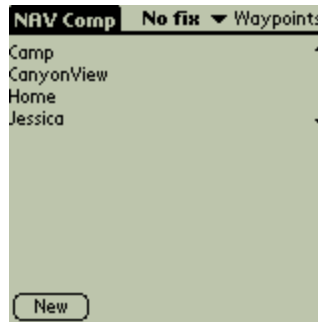 NAV Comp No fix Waypoints
Camp
CanyonView
Home
Jessica
New